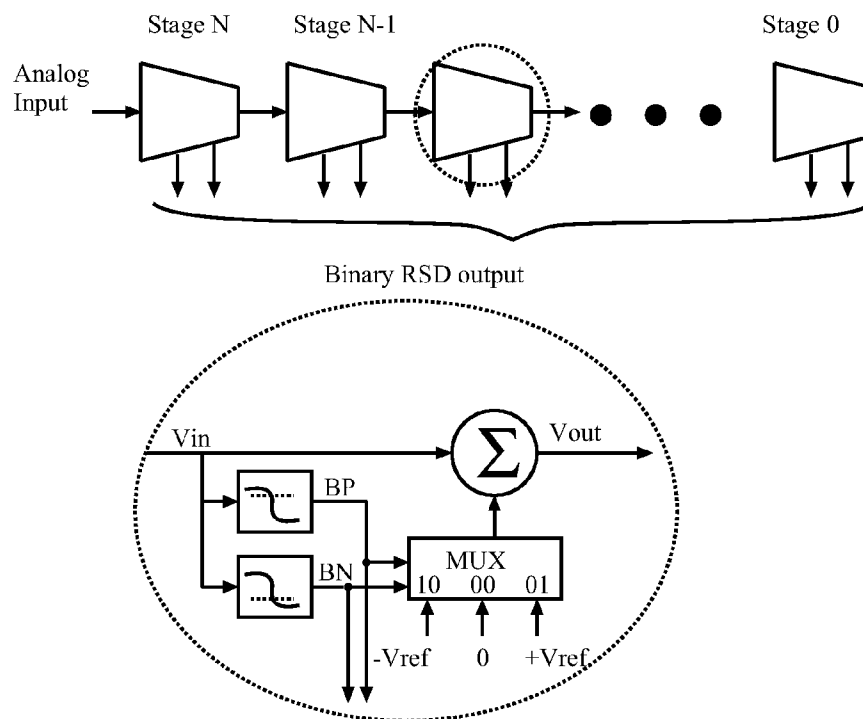 Stage N
Stage N-1
Stage 0
Analog
Input
Binary RSD output
Vin
Σ
Vout
BP
BN
MUX
10 00 01
-Vref 0 +Vref